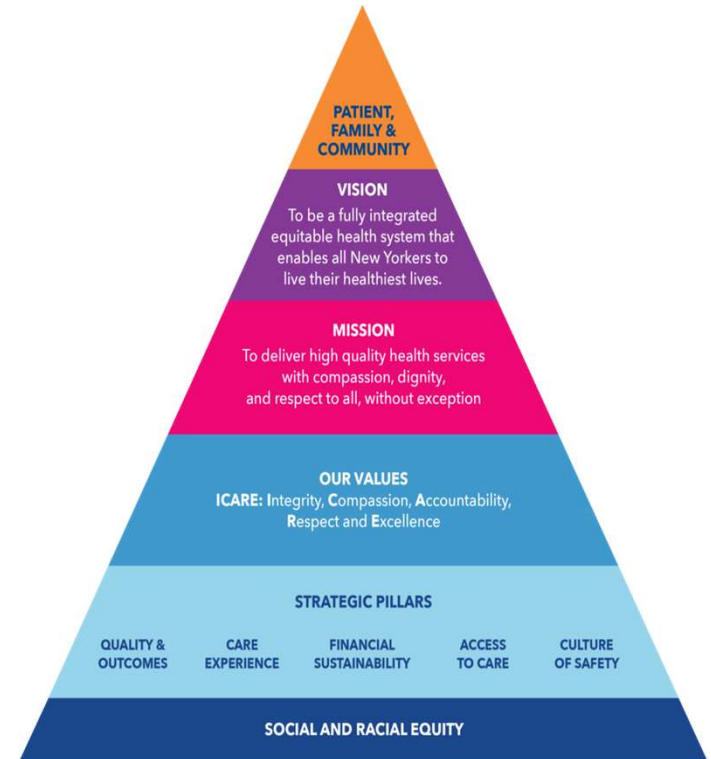 PATIENT,
FAMILY &
COMMUNITY
VISION
To be a fully integrated
equitable health system that
enables all New Yorkers to
live their healthiest lives.
MISSION
To deliver high quality health services
with compassion, dignity,
and respect to all, without exception
OUR VALUES
ICARE: Integrity, Compassion, Accountability,
Respect and Excellence
STRATEGIC PILLARS
QUALITY &
OUTCOMES
CARE
EXPERIENCE
FINANCIAL
SUSTAINABILITY
ACCESS
TO CARE
CULTURE
OF SAFETY
SOCIAL AND RACIAL EQUITY